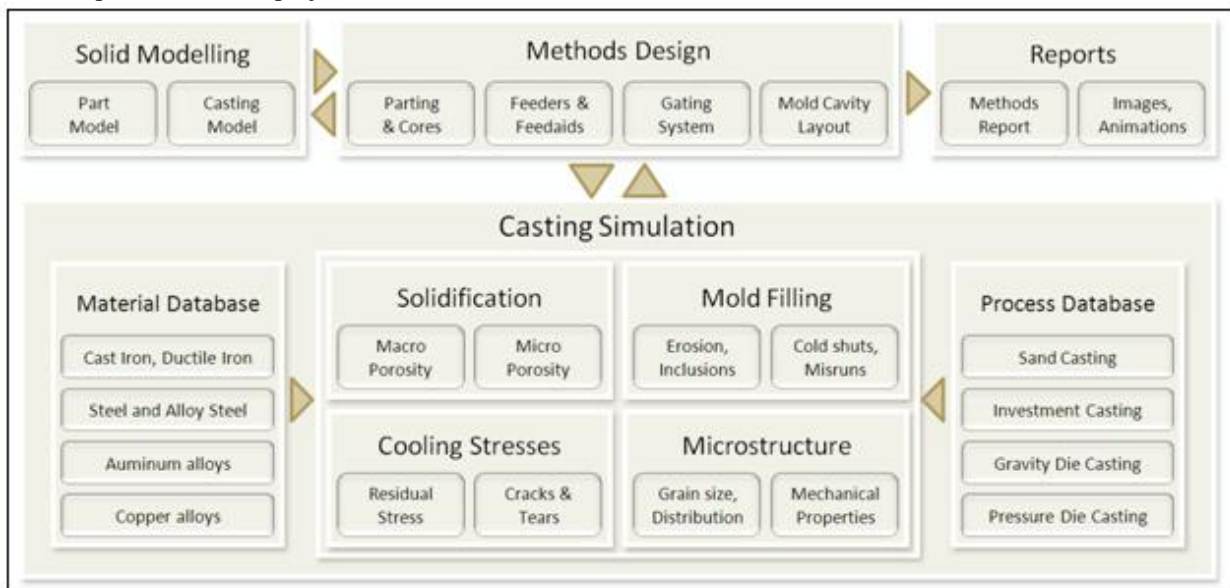 Solid Modelling
Part
Model
Casting
Model
Methods Design
Parting
& Cores
Feeders &
Feedaids
Gating
System
Mold Cavity
Layout
Reports
Methods
Report
Images,
Animations
Casting Simulation
Material Database
Cast Iron, Ductile Iron
Steel and Alloy Steel
Auminum alloys
Copper alloys
Solidification
Macro
Porosity
Micro
Porosity
Mold Filling
Erosion,
Inclusions
Cold shuts,
Misruns
Cooling Stresses
Residual
Stress
Cracks &
Tears
Microstructure
Grain size,
Distribution
Mechanical
Properties
Process Database
Sand Casting
Investment Casting
Gravity Die Casting
Pressure Die Casting